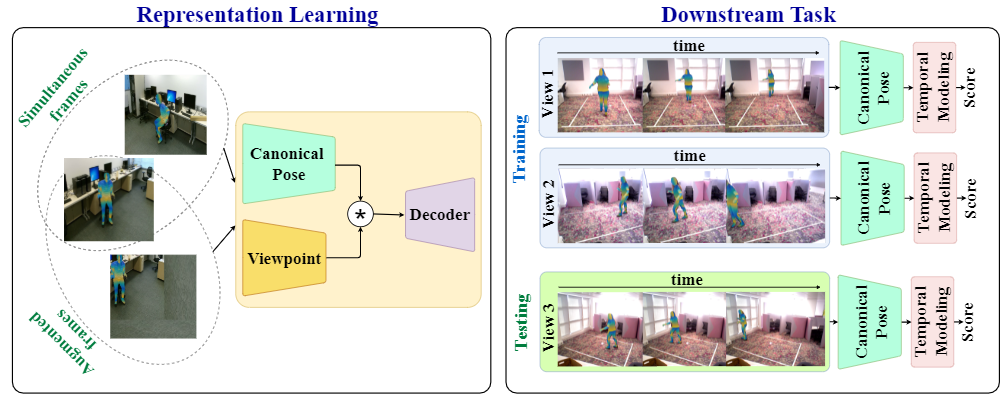 Representation Learning
Simultaneous
frames
Canonical
Pose
*
Decoder
Viewpoint
Augmented
frames
Downstream Task
Training
View 1
time
Canonical
Pose
Temporal
Modeling
Score
View 2
time
Canonical
Pose
Temporal
Modeling
Score
Testing
View 3
time
Canonical
Pose
Temporal
Modeling
Score